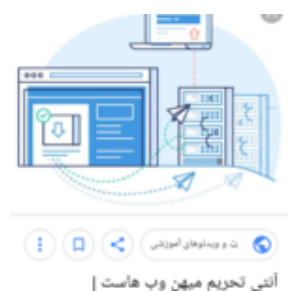 ت و ویدئوهای آموزشی
آنتی تحریم میهن وب هاست |